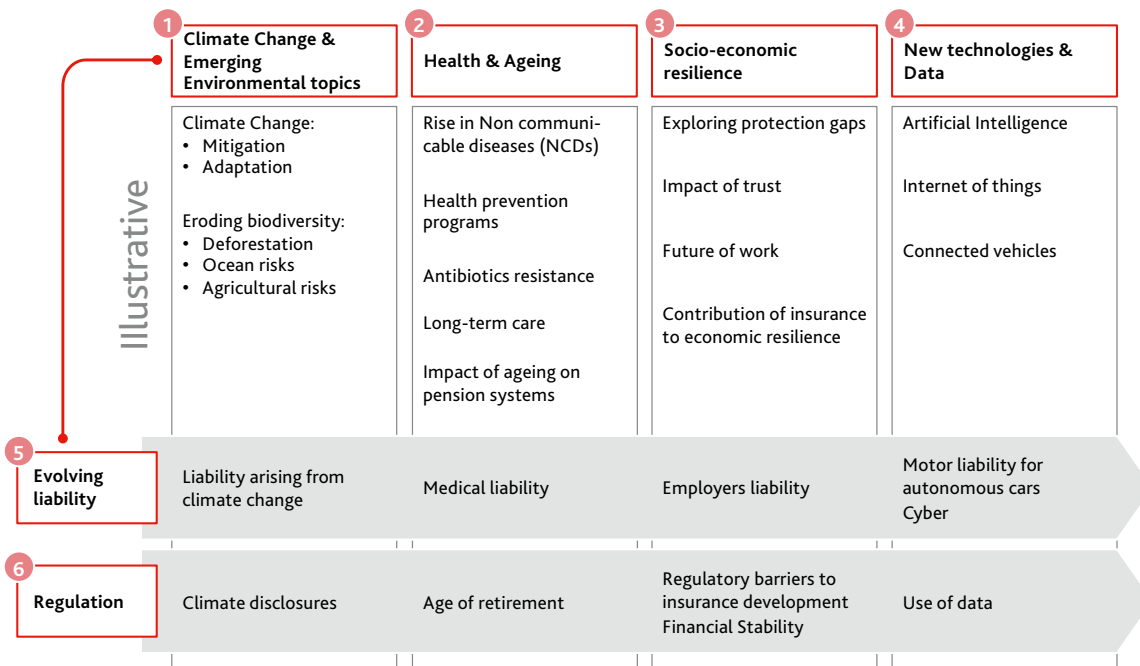 1
Climate Change &
Emerging
Environmental topics
2
Health & Ageing
3
Socio-economic
resilience
4
New technologies &
Data
Illustrative
Climate Change:
• Mitigation
• Adaptation
Eroding biodiversity:
• Deforestation
• Ocean risks
• Agricultural risks
Rise in Non communi-
cable diseases (NCDs)
Health prevention
programs
Antibiotics resistance
Long-term care
Impact of ageing on
pension systems
Exploring protection gaps
Impact of trust
Future of work
Contribution of insurance
to economic resilience
Artificial Intelligence
Internet of things
Connected vehicles
5
Evolving
liability
Liability arising from
climate change
Medical liability
Employers liability
Motor liability for
autonomous cars
Cyber
6
Regulation
Climate disclosures
Age of retirement
Regulatory barriers to
insurance development
Financial Stability
Use of data